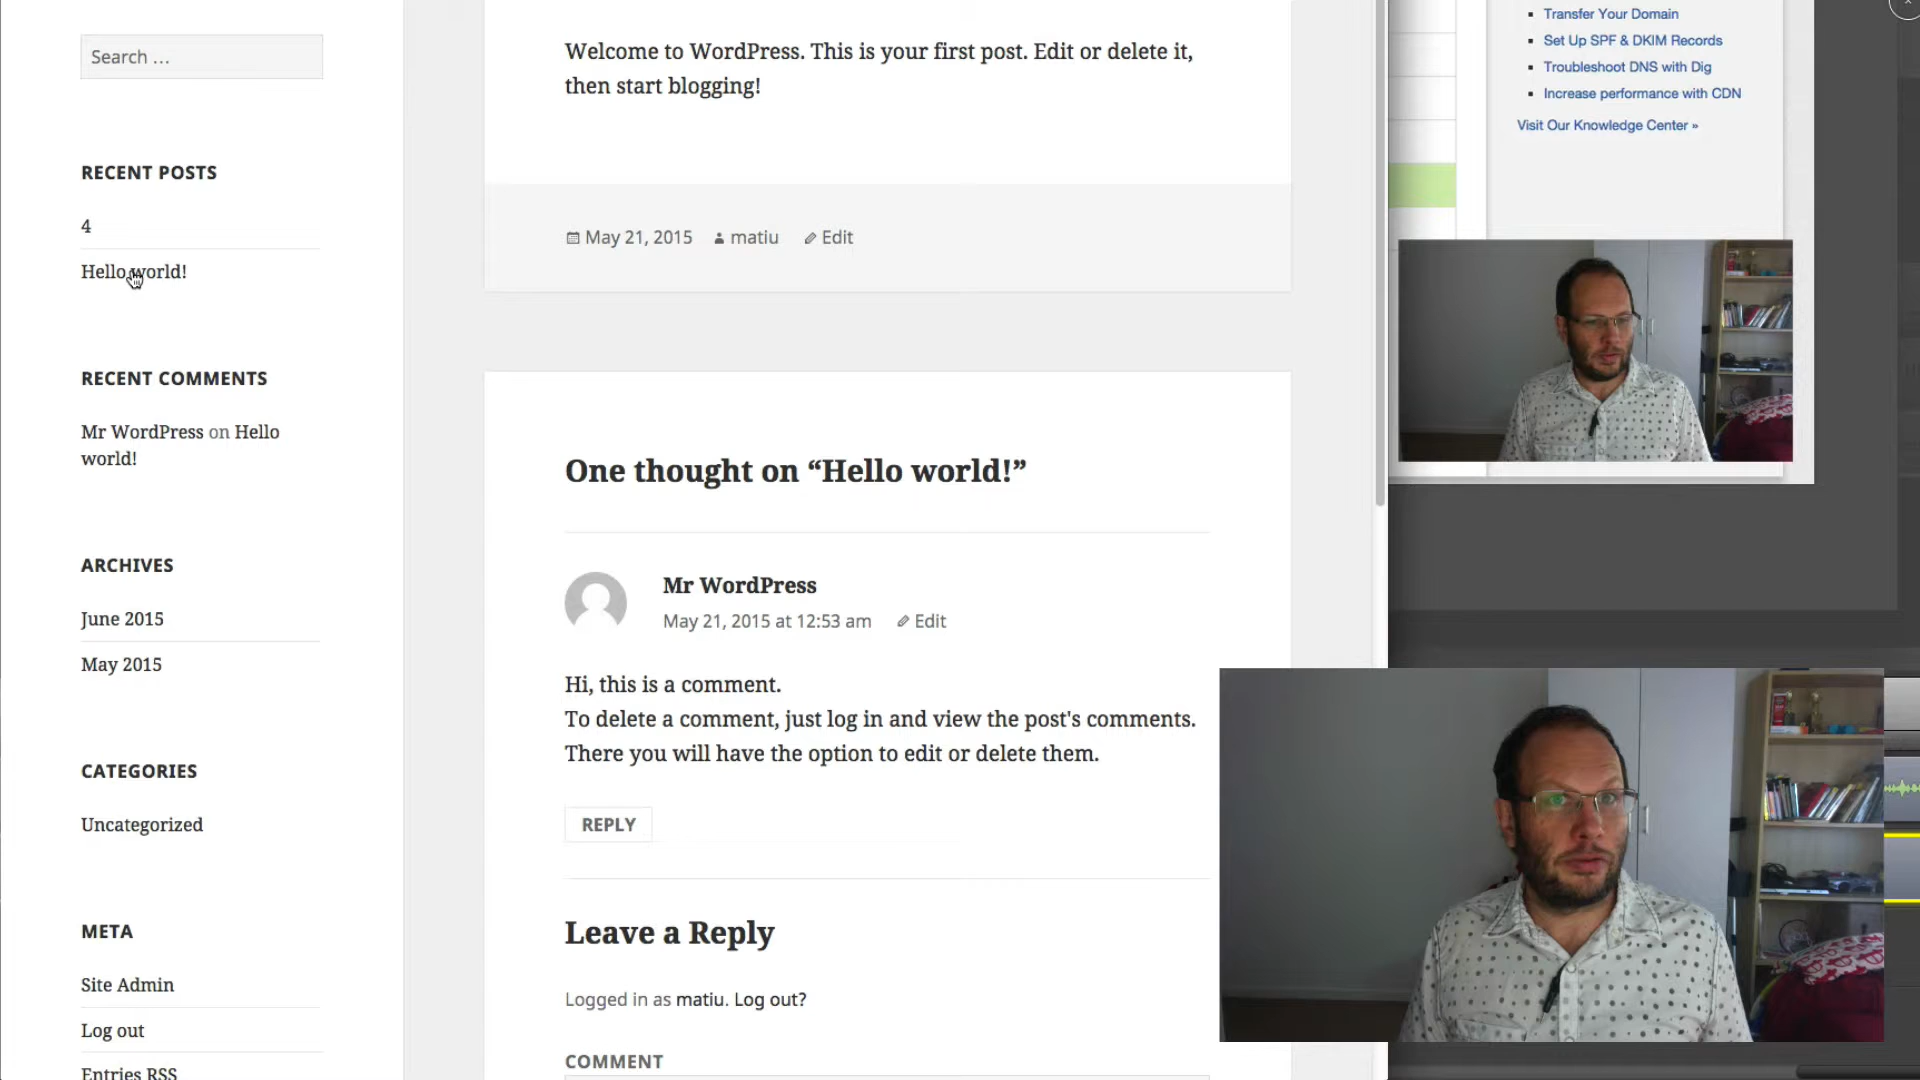 Search …
RECENT POSTS
4
Hello world!
RECENT COMMENTS
Mr WordPress on Hello
world!
ARCHIVES
June 2015
May 2015
CATEGORIES
Uncategorized
META
Site Admin
Log out
Entries RSS
Welcome to WordPress. This is your first post. Edit or delete it,
then start blogging!
May 21, 2015 matiu Edit
One thought on “Hello world!”
Mr WordPress
May 21, 2015 at 12:53 am Edit
Hi, this is a comment.
To delete a comment, just log in and view the post's comments.
There you will have the option to edit or delete them.
REPLY
Leave a Reply
Logged in as matiu. Log out?
COMMENT
Transfer Your Domain
Set Up SPF & DKIM Records
Troubleshoot DNS with Dig
Increase performance with CDN
Visit Our Knowledge Center »